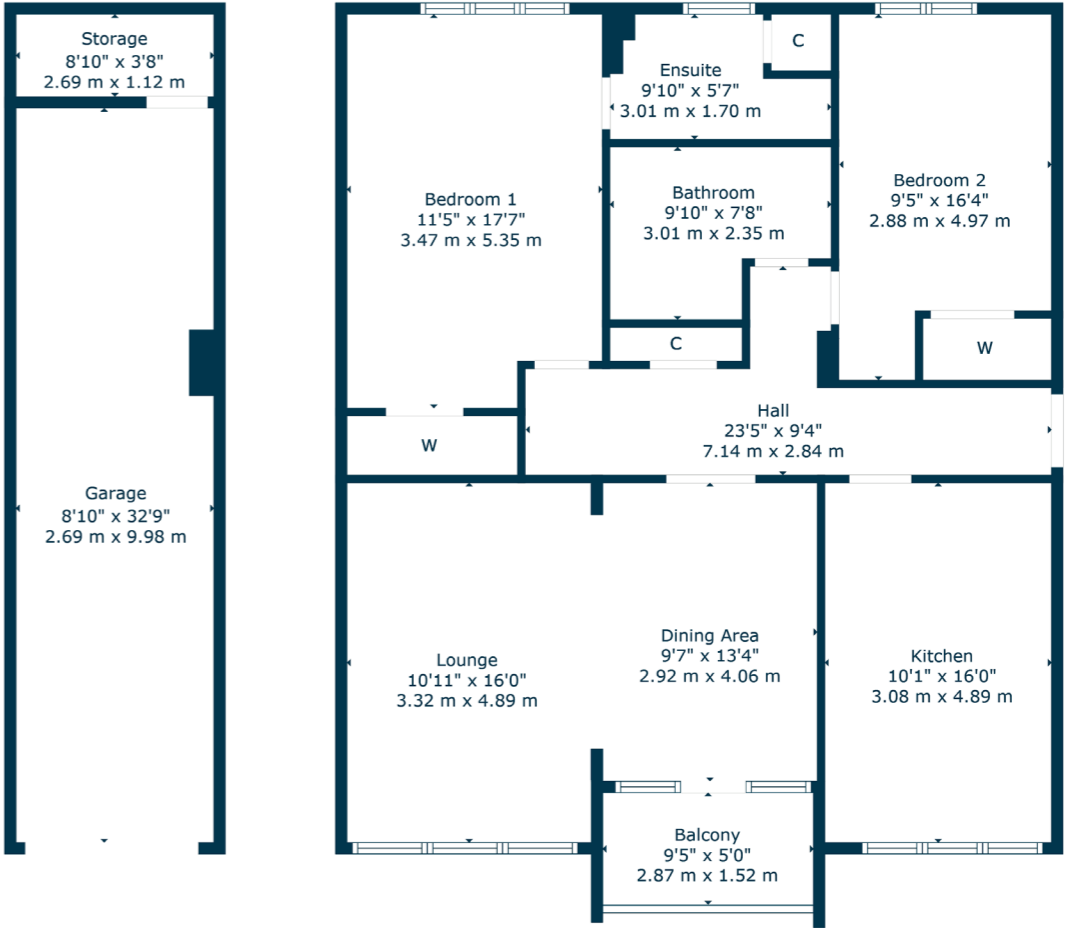 Storage
8'10" x 3'8"
2.69 m x 1.12 m
Garage
8'10" x 32'9"
2.69 m x 9.98 m
Bedroom 1
11'5" x 17'7"
3.47 m x 5.35 m
W
Ensuite
9'10" x 5'7"
3.01 m x 1.70 m
C
Bathroom
9'10" x 7'8"
3.01 m x 2.35 m
C
Bedroom 2
9'5" x 16'4"
2.88 m x 4.97 m
W
Hall
23'5" x 9'4"
7.14 m x 2.84 m
Lounge
10'11" x 16'0"
3.32 m x 4.89 m
Dining Area
9'7" x 13'4"
2.92 m x 4.06 m
Kitchen
10'1" x 16'0"
3.08 m x 4.89 m
Balcony
9'5" x 5'0"
2.87 m x 1.52 m